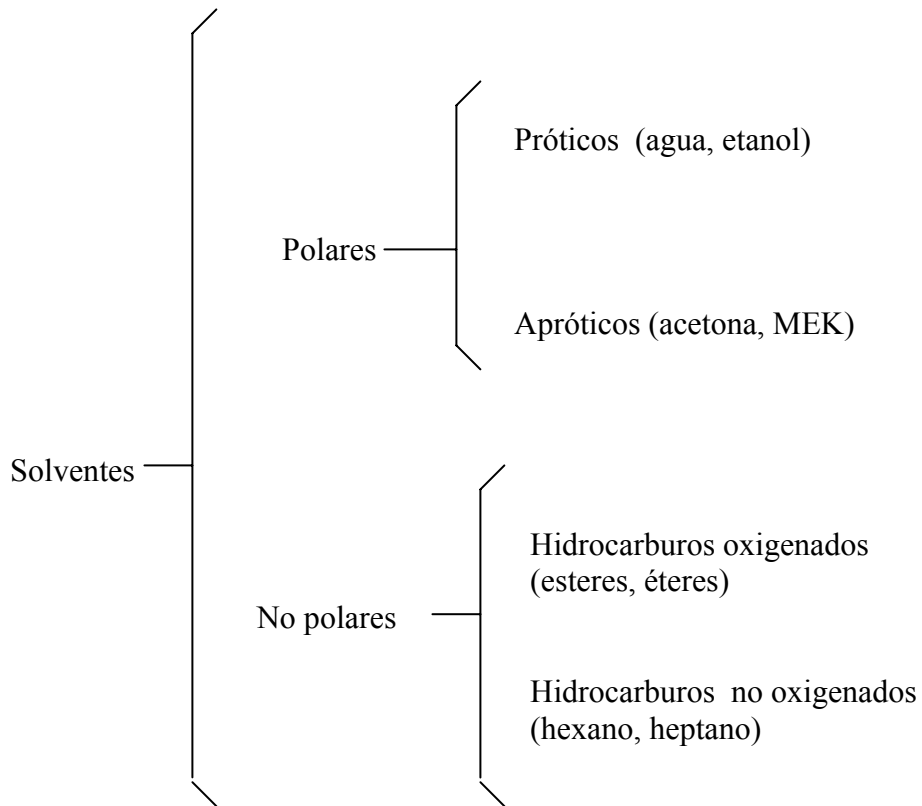 Próticos (agua, etanol)
Polares
Apróticos (acetona, MEK)
Solventes
Hidrocarburos oxigenados
(esteres, éteres)
No polares
Hidrocarburos no oxigenados
(hexano, heptano)